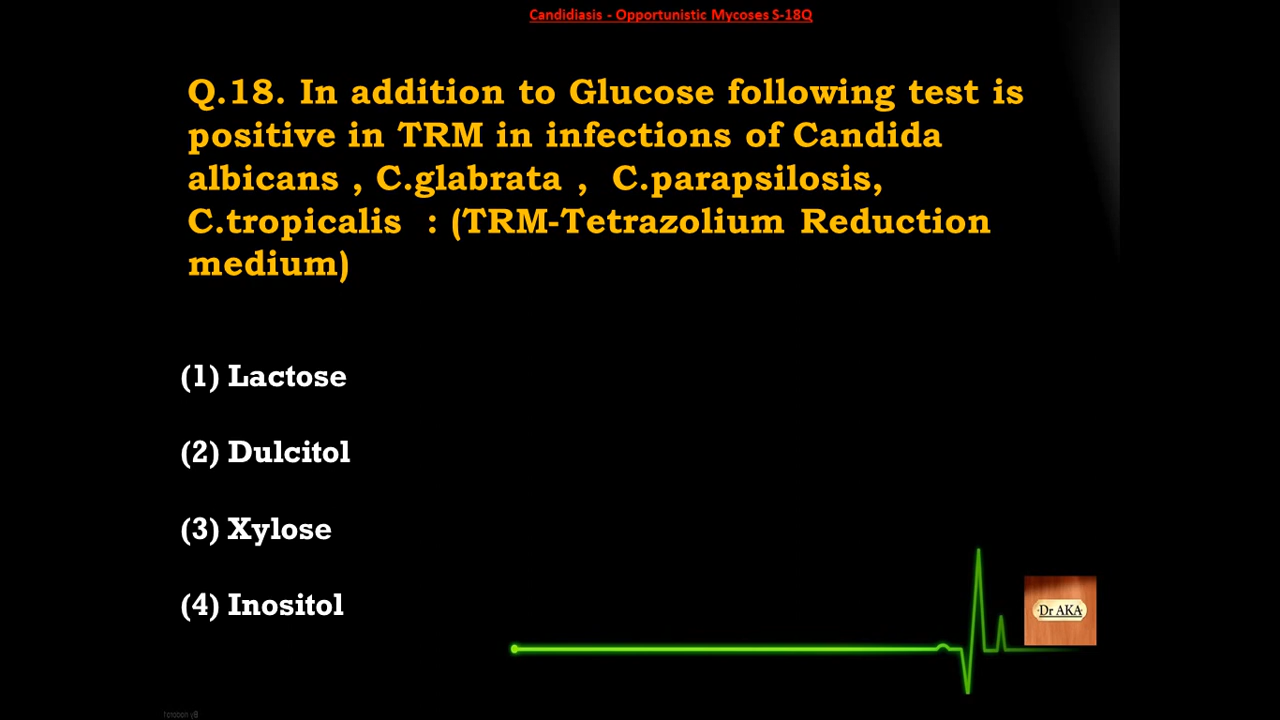 Candidiasis - Opportunistic Mycoses S-18Q
Q.18. In addition to Glucose following test is
positive in TRM in infections of Candida
albicans , C.glabrata ,  C.parapsilosis,
C.tropicalis  : (TRM-Tetrazolium Reduction
medium)
(1) Lactose
(2) Dulcitol
(3) Xylose
(4) Inositol
Dr AKA